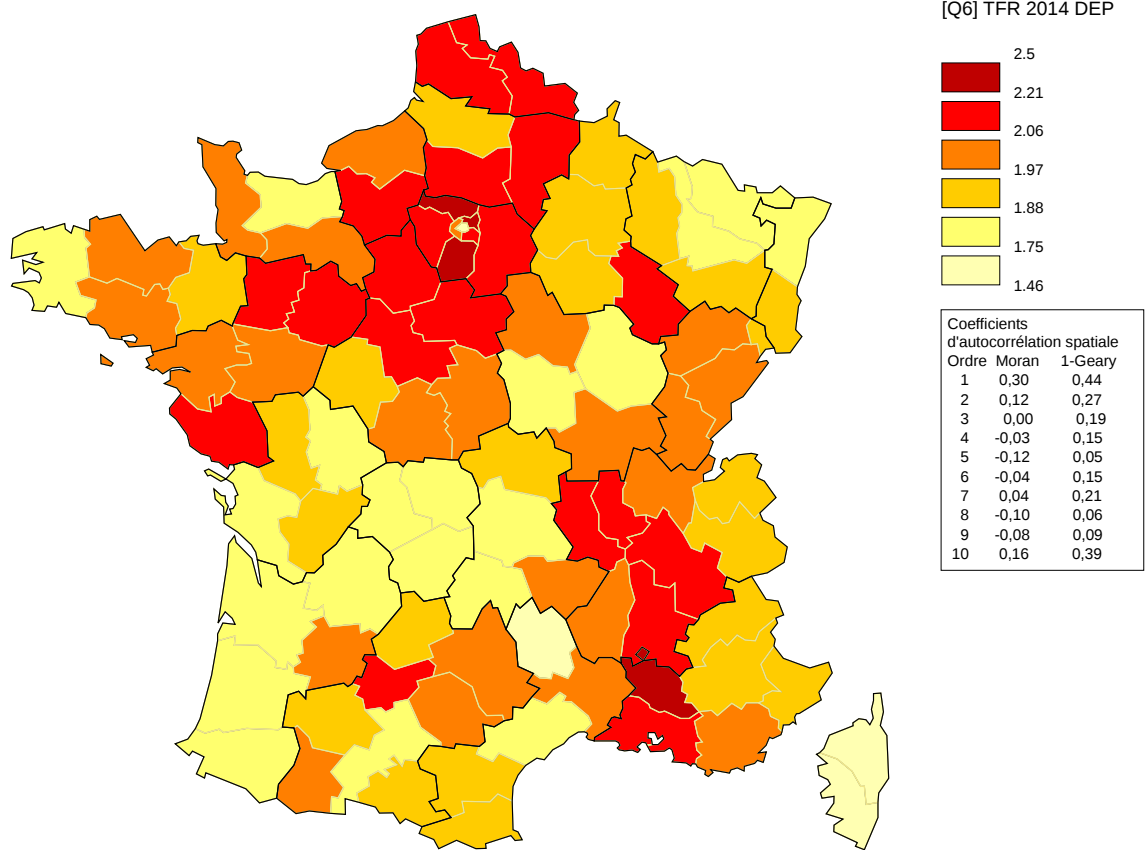 [Q6] TFR 2014 DEP
2.5
2.21
2.06
1.97
1.88
1.75
1.46
Coefficients
d'autocorrélation spatiale
Ordre Moran 1-Geary
1 0,30 0,44
2 0,12 0,27
3 0,00 0,19
4 -0,03 0,15
5 -0,12 0,05
6 -0,04 0,15
7 0,04 0,21
8 -0,10 0,06
9 -0,08 0,09
10 0,16 0,39